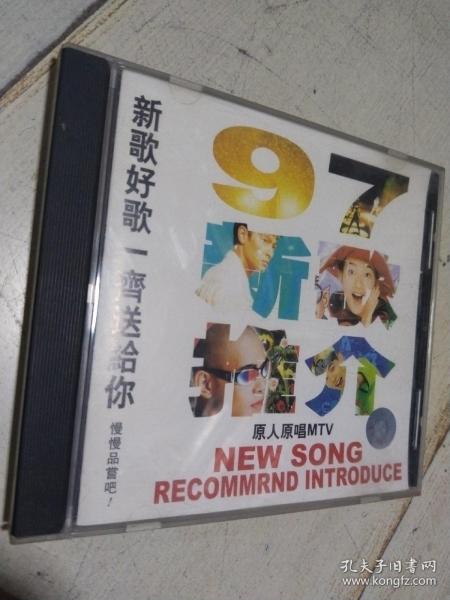 新歌好歌一齊送給你
慢慢品嘗吧!
97
新歌
推介
原人原唱MTV
NEW SONG
RECOMMRND INTRODUCE
孔夫子旧书网
www.kongfz.com